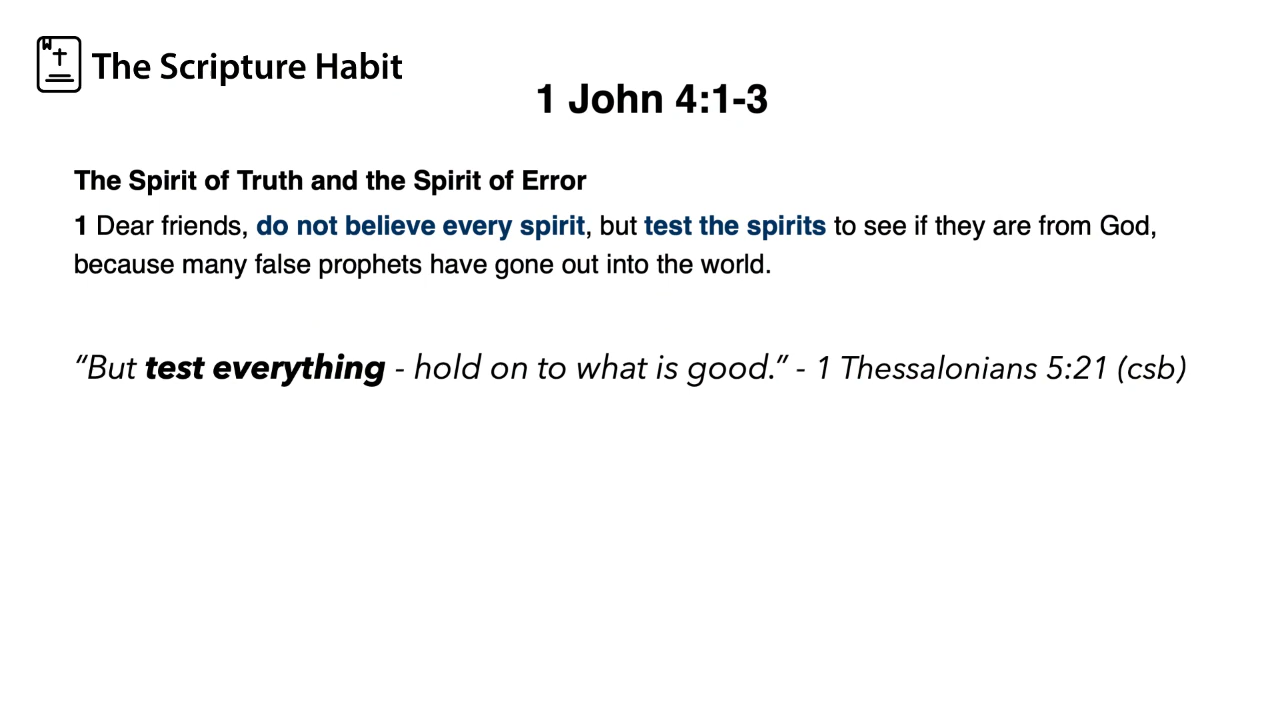 The Scripture Habit
1 John 4:1-3
The Spirit of Truth and the Spirit of Error
1 Dear friends, do not believe every spirit, but test the spirits to see if they are from God,
because many false prophets have gone out into the world.
“But test everything - hold on to what is good.” - 1 Thessalonians 5:21 (csb)